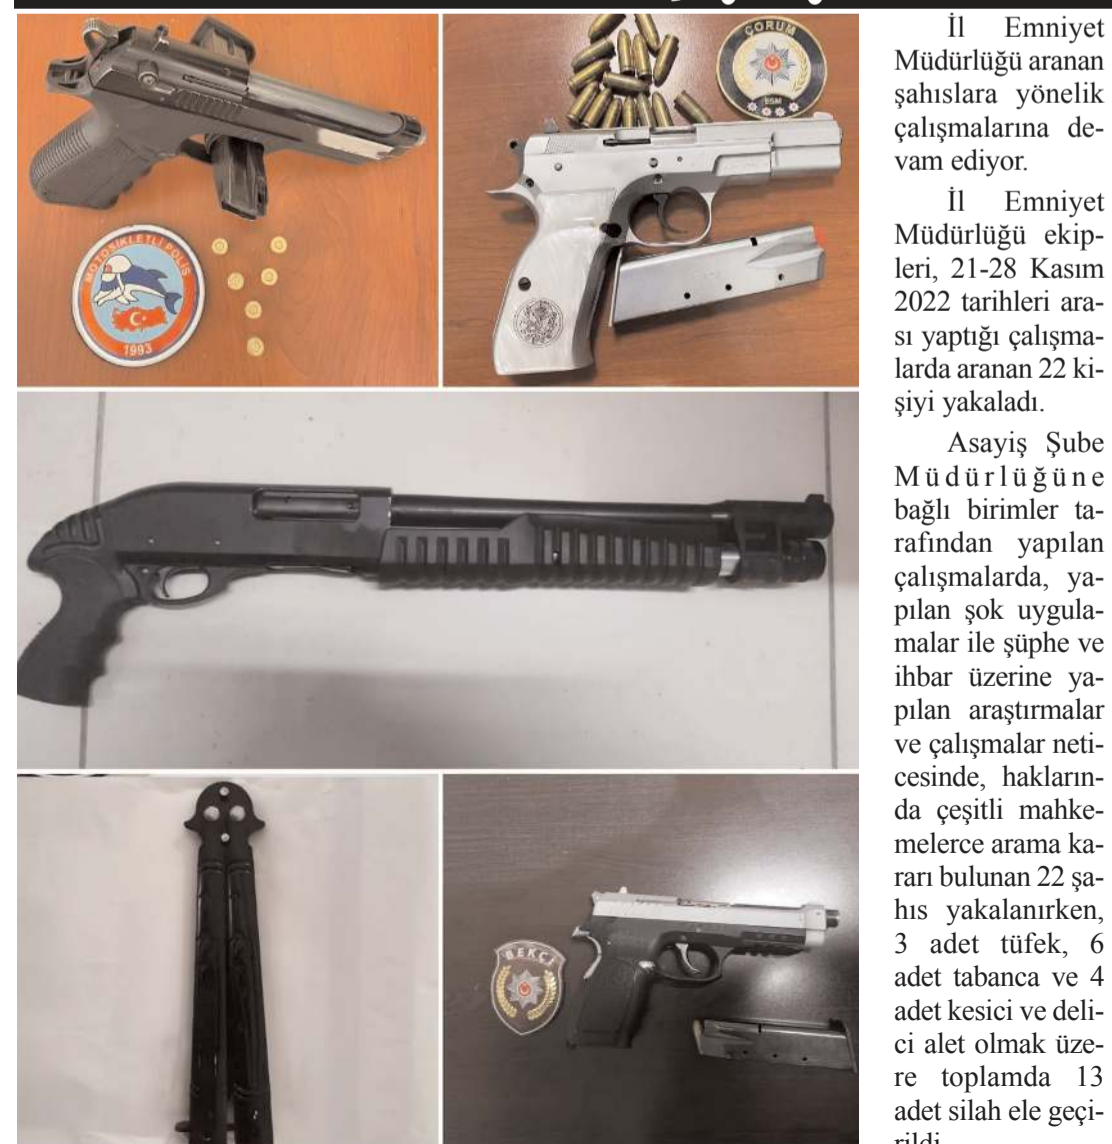 MOTOSİKLETLİ POLİS
1993
ÇORUM
BEKÇİ
İl Emniyet
Müdürlüğü aranan
şahıslara yönelik
çalışmalarına de-
vam ediyor.
İl Emniyet
Müdürlüğü ekip-
leri, 21-28 Kasım
2022 tarihleri ara-
sı yaptığı çalışma-
larda aranan 22 ki-
şiyi yakaladı.
Asayiş Şube
Müdürlüğüne
bağlı birimler ta-
rafından yapılan
çalışmalarda, ya-
pılan şok uygula-
malar ile şüphe ve
ihbar üzerine ya-
pılan araştırmalar
ve çalışmalar neti-
cesinde, hakların-
da çeşitli mahke-
melerce arama ka-
rarı bulunan 22 şa-
hıs yakalanırken,
3 adet tüfek, 6
adet tabanca ve 4
adet kesici ve deli-
ci alet olmak üze-
re toplamda 13
adet silah ele geçi-
rildi.